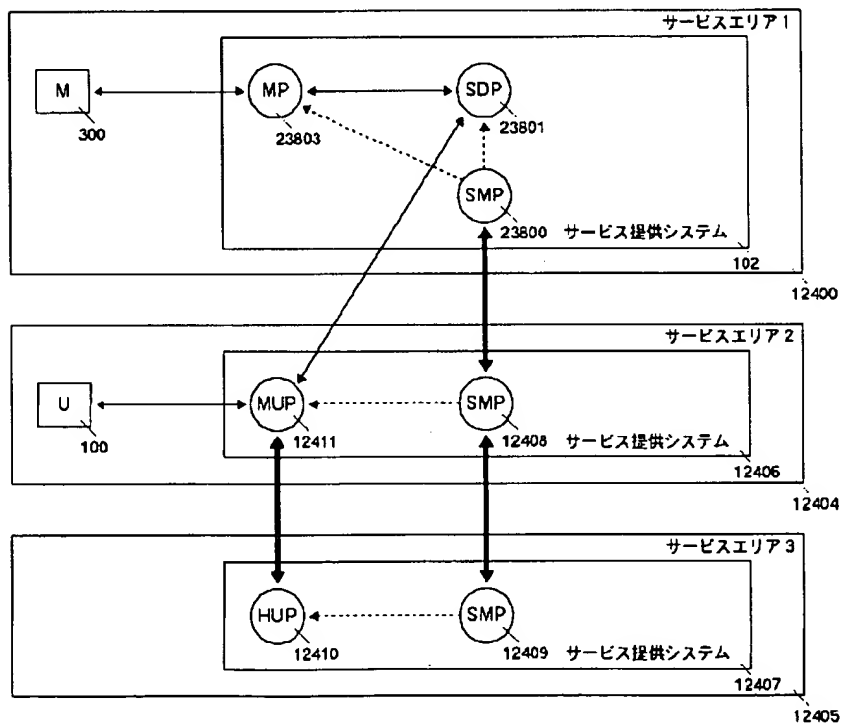 サービスエリア1
M
300
MP
23803
SDP
23801
SMP
23800
サービス提供システム
102
12400
サービスエリア2
U
100
MUP
12411
SMP
12408
サービス提供システム
12406
12404
サービスエリア3
HUP
12410
SMP
12409
サービス提供システム
12407
12405